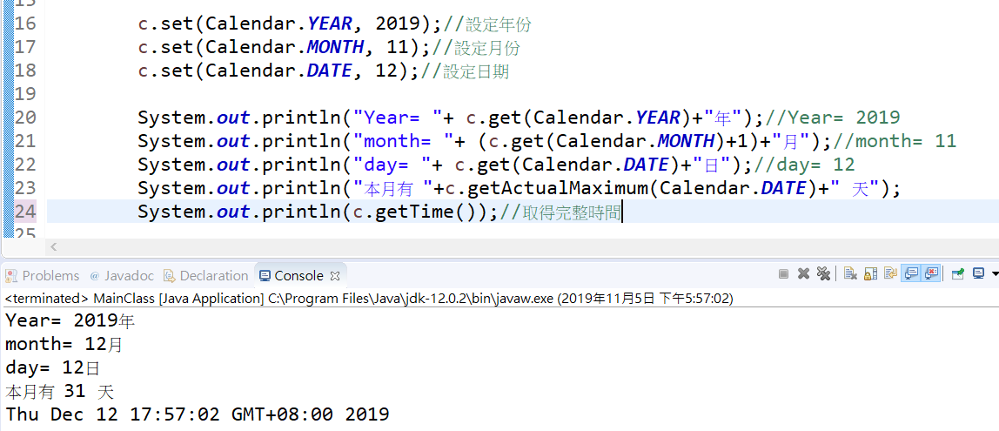 15
16 c.set(Calendar.YEAR, 2019);//設定年份
17 c.set(Calendar.MONTH, 11);//設定月份
18 c.set(Calendar.DATE, 12);//設定日期
19
20 System.out.println("Year= "+ c.get(Calendar.YEAR)+"年");//Year= 2019
21 System.out.println("month= "+ (c.get(Calendar.MONTH)+1)+"月");//month= 11
22 System.out.println("day= "+ c.get(Calendar.DATE)+"日");//day= 12
23 System.out.println("本月有 "+c.getActualMaximum(Calendar.DATE)+" 天");
24 System.out.println(c.getTime());//取得完整時間
25
Problems @ Javadoc Declaration Console
<terminated> MainClass [Java Application] C:\Program Files\Java\jdk-12.0.2\bin\javaw.exe (2019年11月5日 下午5:57:02)
Year= 2019年
month= 12月
day= 12日
本月有 31 天
Thu Dec 12 17:57:02 GMT+08:00 2019